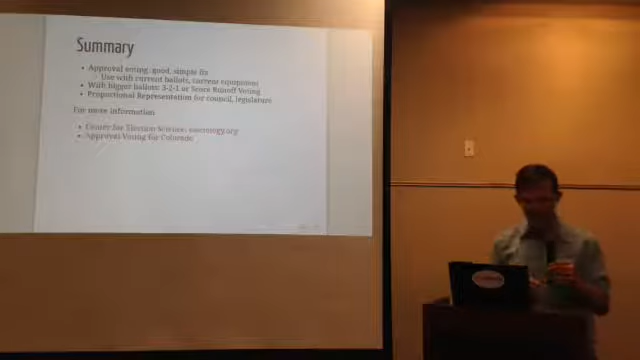 Summary
• Approval voting: good, simple fix
◦ Use with current ballots, current equipment
• With bigger ballots: 3-2-1 or Score Runoff Voting
• Proportional Representation for council, legislature
For more information
• Center for Election Science: electology.org
• Approval Voting for Colorado